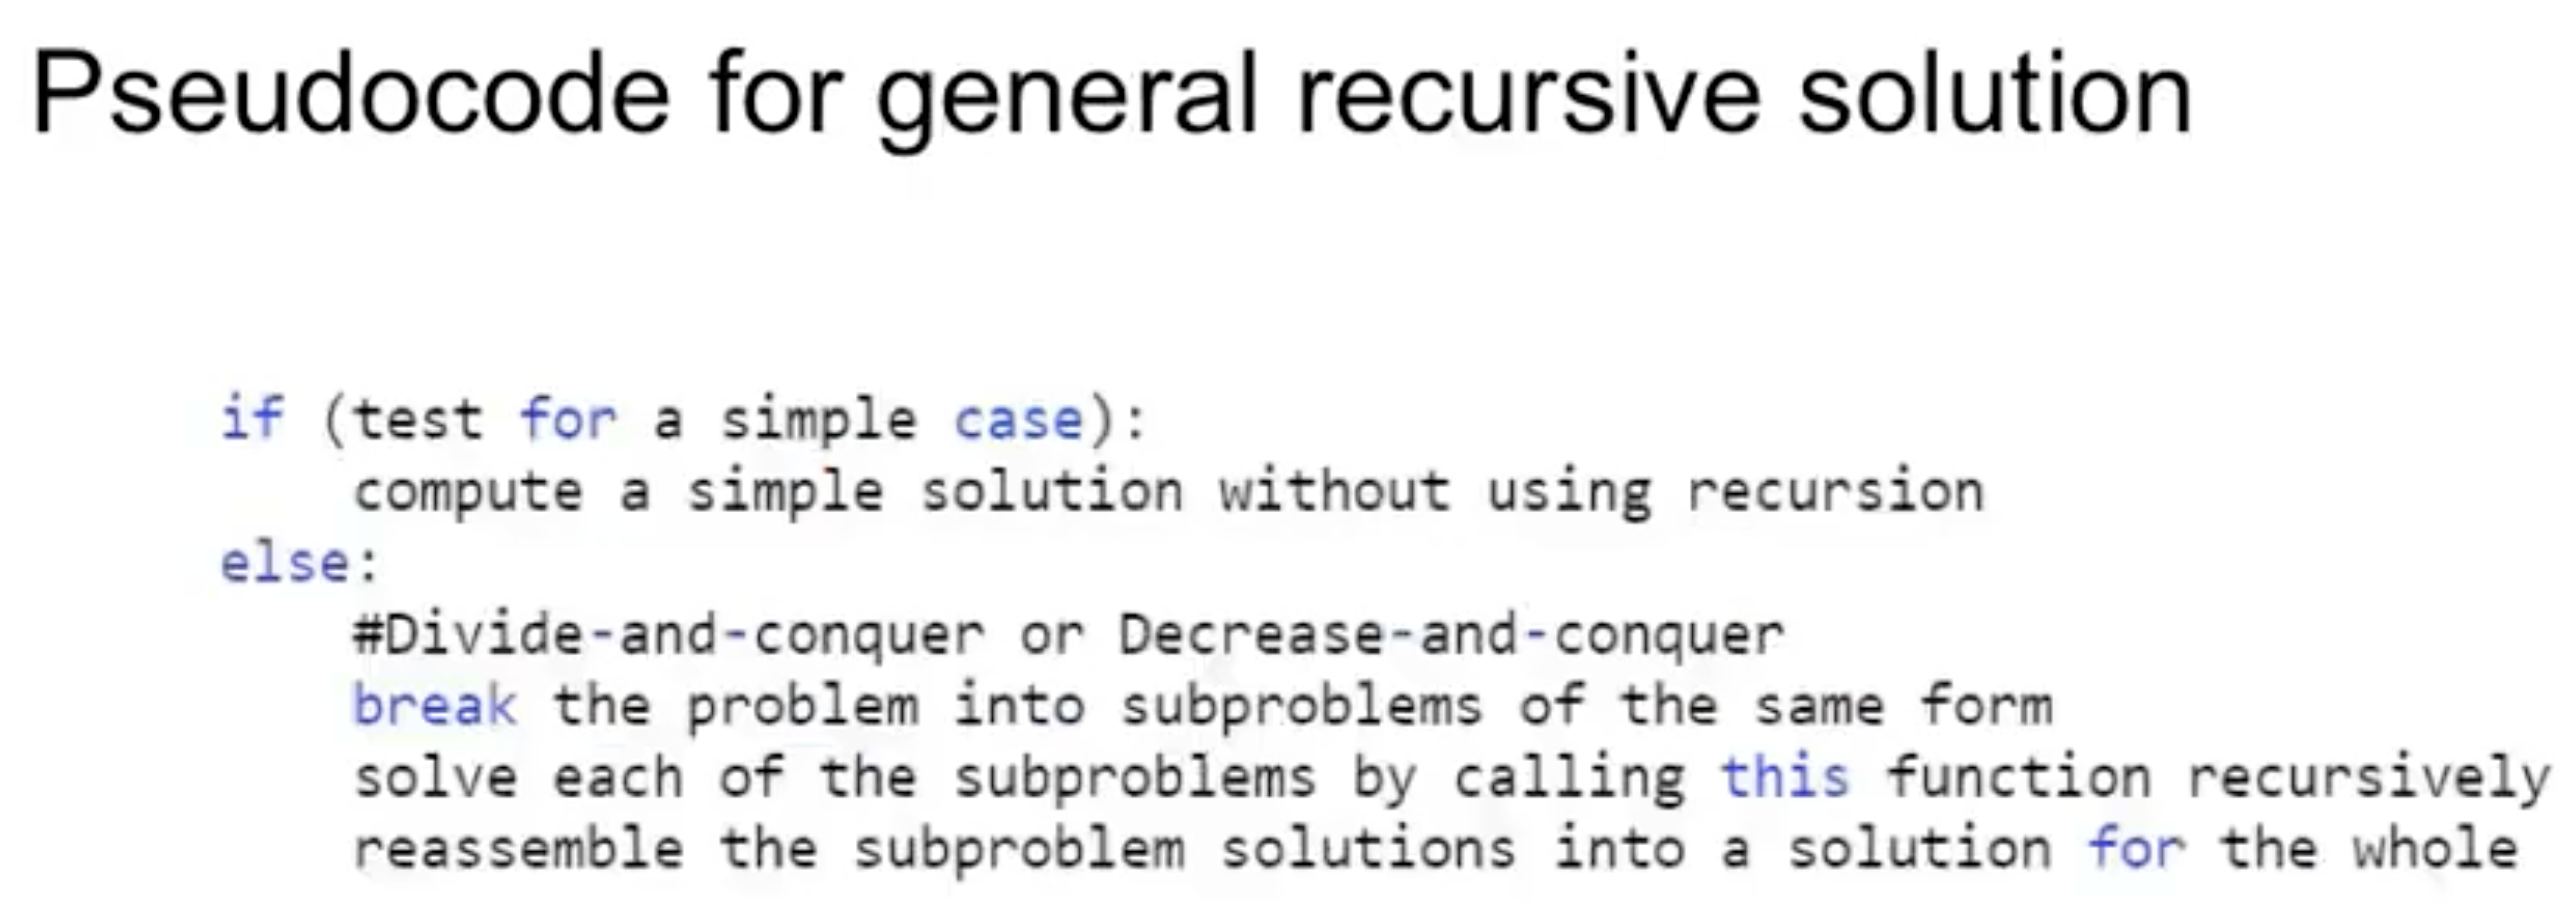 Pseudocode for general recursive solution
if (test for a simple case):
    compute a simple solution without using recursion
else:
    #Divide-and-conquer or Decrease-and-conquer
    break the problem into subproblems of the same form
    solve each of the subproblems by calling this function recursively
    reassemble the subproblem solutions into a solution for the whole